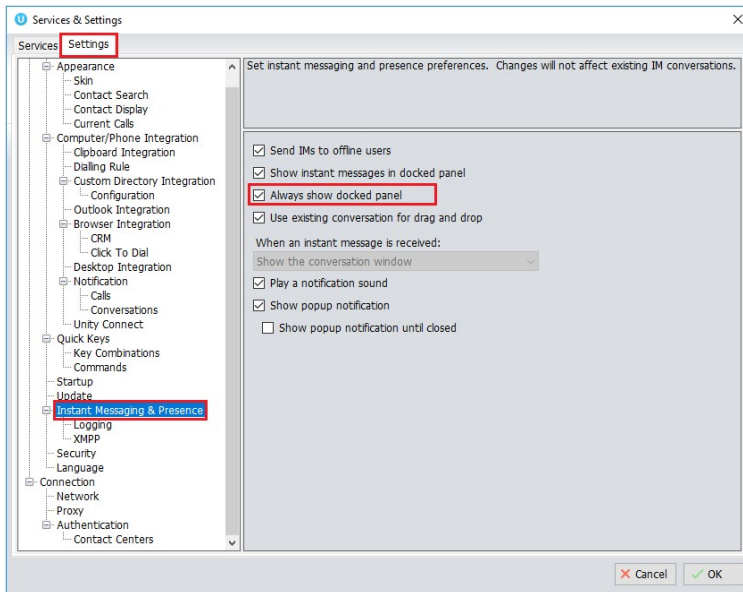 Services & Settings
Services Settings
Appearance
Skin
Contact Search
Contact Display
Current Calls
Computer/Phone Integration
Clipboard Integration
Dialling Rule
Custom Directory Integration
Configuration
Outlook Integration
Browser Integration
CRM
Click To Dial
Desktop Integration
Notification
Calls
Conversations
Unity Connect
Quick Keys
Key Combinations
Commands
Startup
Update
Instant Messaging & Presence
Logging
XMPP
Security
Language
Connection
Network
Proxy
Authentication
Contact Centers
Set instant messaging and presence preferences. Changes will not affect existing IM conversations.
Send IMs to offline users
Show instant messages in docked panel
Always show docked panel
Use existing conversation for drag and drop
When an instant message is received:
Show the conversation window
Play a notification sound
Show popup notification
Show popup notification until closed
Cancel OK